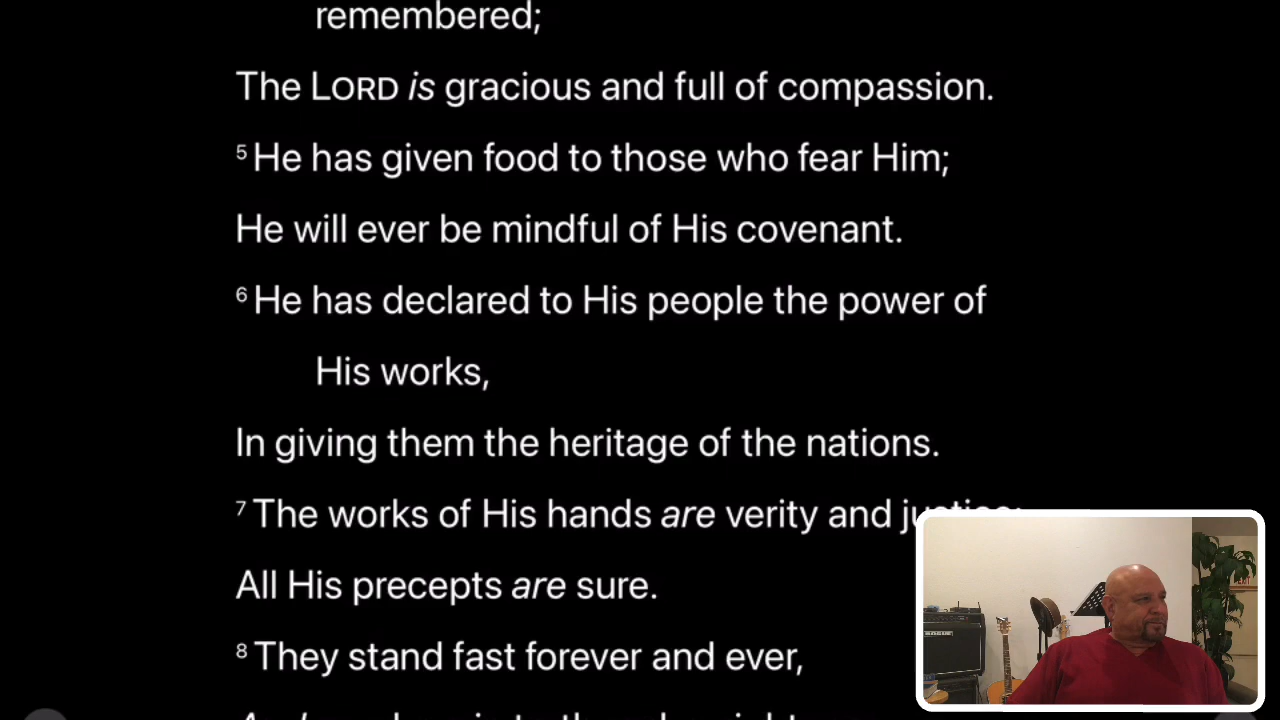 remembered;
The LORD is gracious and full of compassion.
5 He has given food to those who fear Him;
He will ever be mindful of His covenant.
6 He has declared to His people the power of
His works,
In giving them the heritage of the nations.
7 The works of His hands are verity and justice;
All His precepts are sure.
8 They stand fast forever and ever,